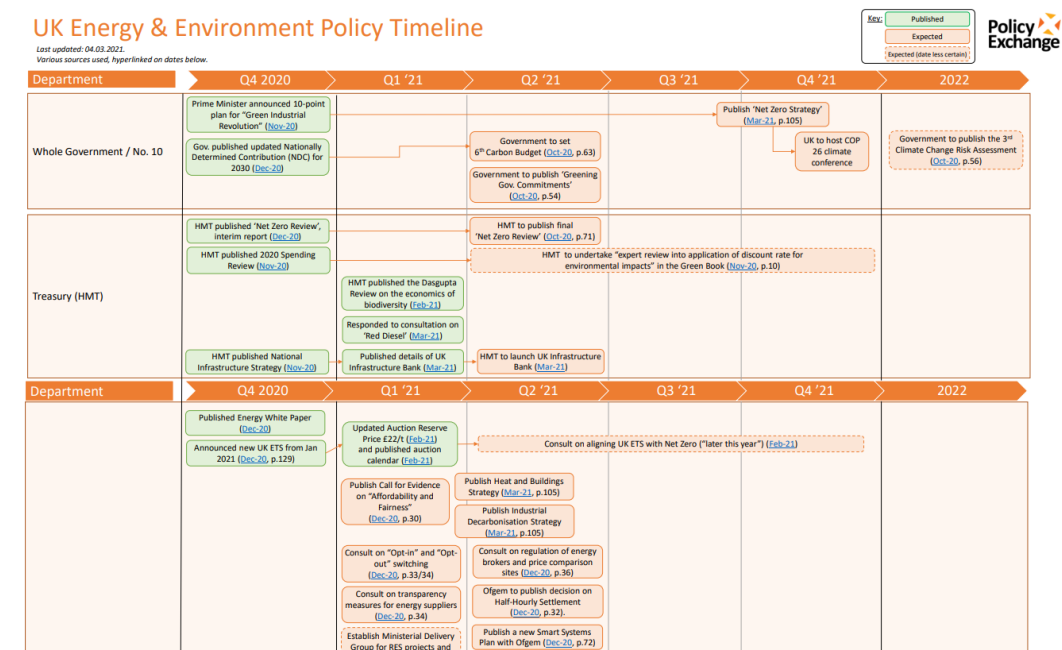 UK Energy & Environment Policy Timeline
Last updated: 04.03.2021.
Various sources used, hyperlinked on dates below.
Key:
Published
Expected
Expected (date less certain)
Policy
Exchange
Department
Q4 2020
Q1 '21
Q2 '21
Q3 '21
Q4 '21
2022
Whole Government / No. 10
Prime Minister announced 10-point
plan for "Green Industrial
Revolution" (Nov-20)
Publish 'Net Zero Strategy'
(Mar-21, p.105)
Gov. published updated Nationally
Determined Contribution (NDC) for
2030 (Dec-20)
Government to set
6th Carbon Budget (Oct-20, p.63)
UK to host COP
26 climate
conference
Government to publish the 3rd
Climate Change Risk Assessment
(Oct-20, p.56)
Government to publish 'Greening
Gov. Commitments'
(Oct-20, p.54)
Treasury (HMT)
HMT published 'Net Zero Review',
interim report (Dec-20)
HMT to publish final
'Net Zero Review' (Oct-20, p.71)
HMT published 2020 Spending
Review (Nov-20)
HMT to undertake "expert review into application of discount rate for
environmental impacts" in the Green Book (Nov-20, p.10)
HMT published the Dasgupta
Review on the economics of
biodiversity (Feb-21)
Responded to consultation on
'Red Diesel' (Mar-21)
HMT published National
Infrastructure Strategy (Nov-20)
Published details of UK
Infrastructure Bank (Mar-21)
HMT to launch UK Infrastructure
Bank (Mar-21)
Department
Q4 2020
Q1 '21
Q2 '21
Q3 '21
Q4 '21
2022
Published Energy White Paper
(Dec-20)
Announced new UK ETS from Jan
2021 (Dec-20, p.129)
Updated Auction Reserve
Price £22/t (Feb-21)
and published auction
calendar (Feb-21)
Consult on aligning UK ETS with Net Zero ("later this year") (Feb-21)
Publish Call for Evidence
on "Affordability and
Fairness"
(Dec-20, p.30)
Publish Heat and Buildings
Strategy (Mar-21, p.105)
Publish Industrial
Decarbonisation Strategy
(Mar-21, p.105)
Consult on "Opt-in" and "Opt-
out" switching
(Dec-20, p.33/34)
Consult on regulation of energy
brokers and price comparison
sites (Dec-20, p.36)
Consult on transparency
measures for energy suppliers
(Dec-20, p.34)
Ofgem to publish decision on
Half-Hourly Settlement
(Dec-20, p.32).
Establish Ministerial Delivery
Group for RES projects and
Publish a new Smart Systems
Plan with Ofgem (Dec-20, p.72)